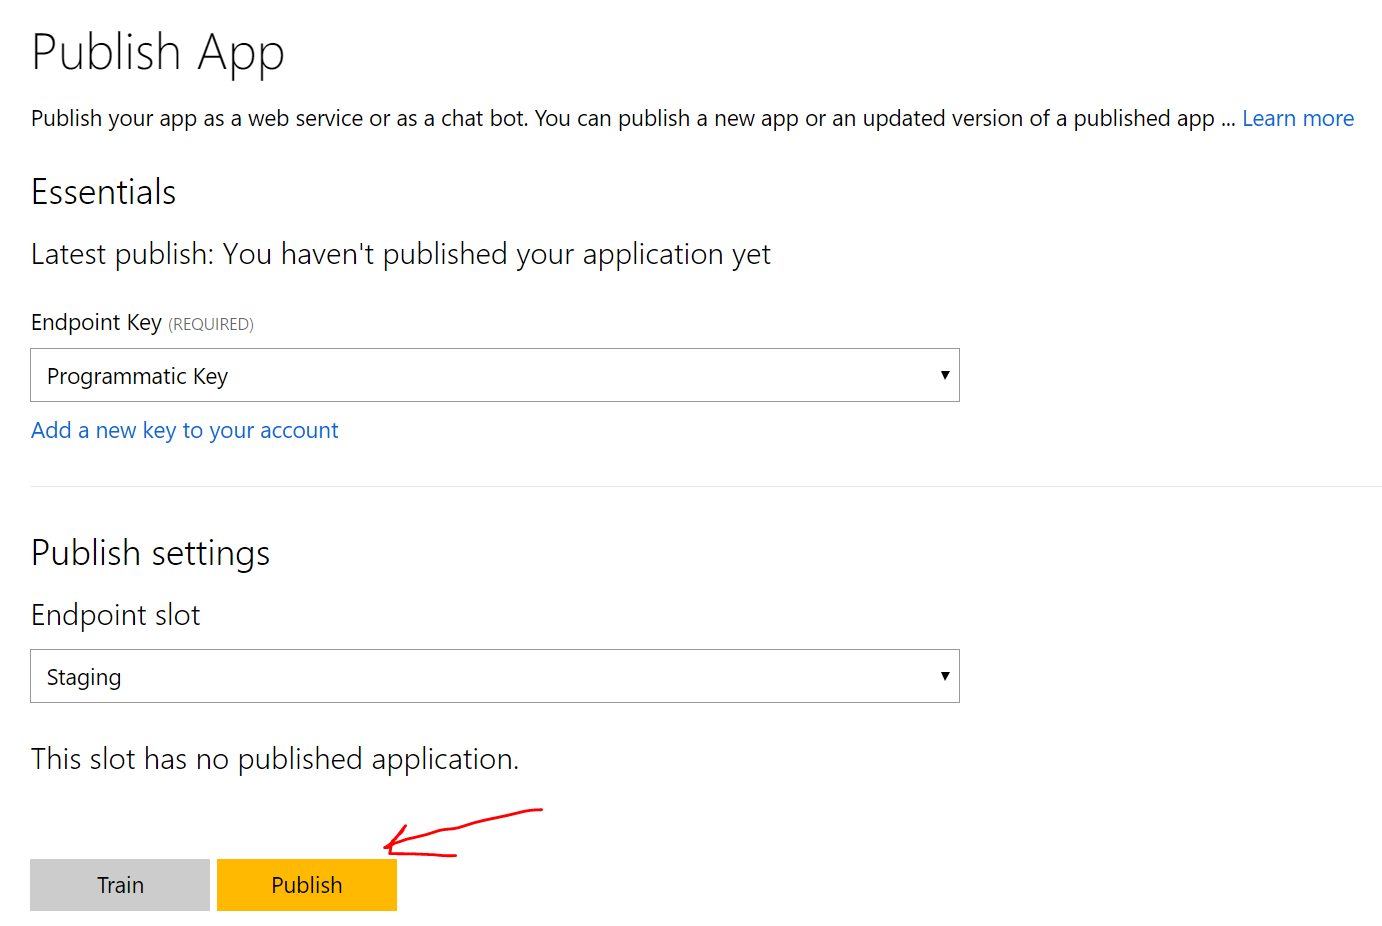 Publish App
Publish your app as a web service or as a chat bot. You can publish a new app or an updated version of a published app ... Learn more
Essentials
Latest publish: You haven't published your application yet
Endpoint Key (REQUIRED)
Programmatic Key
Add a new key to your account
Publish settings
Endpoint slot
Staging
This slot has no published application.
Train Publish